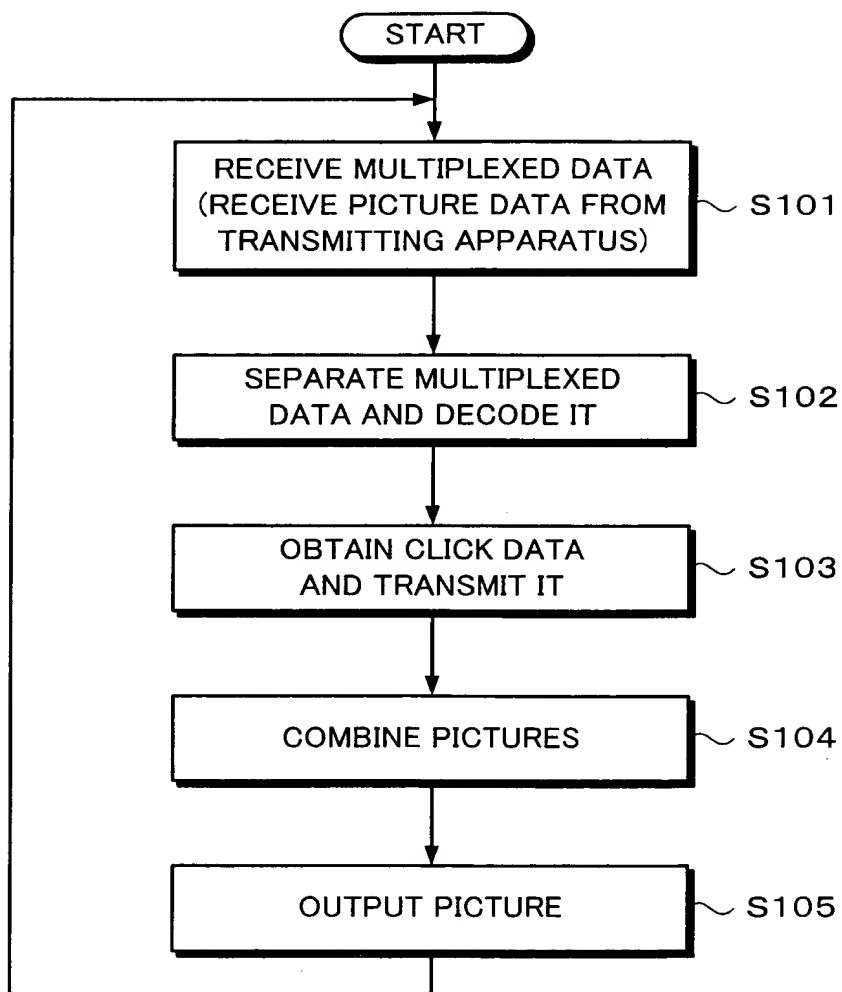 START
RECEIVE MULTIPLEXED DATA
(RECEIVE PICTURE DATA FROM
TRANSMITTING APPARATUS)
S101
SEPARATE MULTIPLEXED
DATA AND DECODE IT
S102
OBTAIN CLICK DATA
AND TRANSMIT IT
S103
COMBINE PICTURES
S104
OUTPUT PICTURE
S105